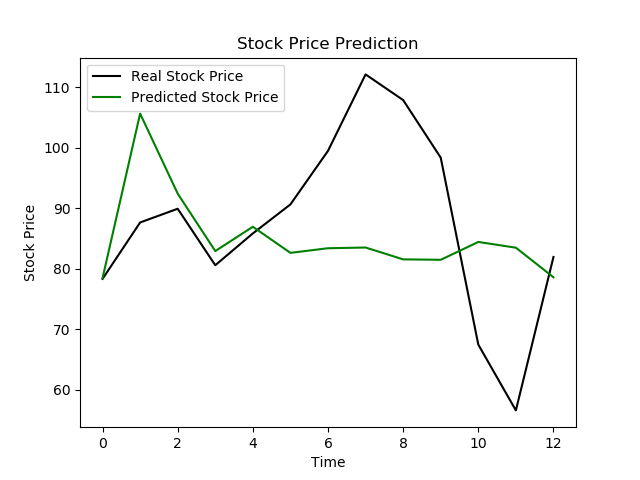 Stock Price Prediction
Real Stock Price
Predicted Stock Price
Stock Price
110
100
90
80
70
60
0 2 4 6 8 10 12
Time